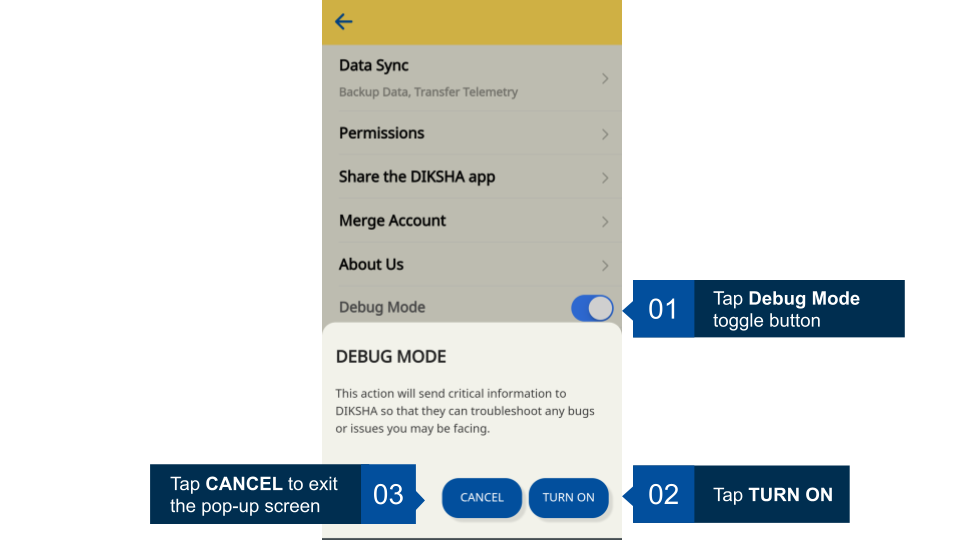 Data Sync
Backup Data, Transfer Telemetry
Permissions
Share the DIKSHA app
Merge Account
About Us
Debug Mode
01
Tap Debug Mode
toggle button
DEBUG MODE
This action will send critical information to
DIKSHA so that they can troubleshoot any bugs
or issues you may be facing.
Tap CANCEL to exit
the pop-up screen
03
CANCEL
TURN ON
02
Tap TURN ON